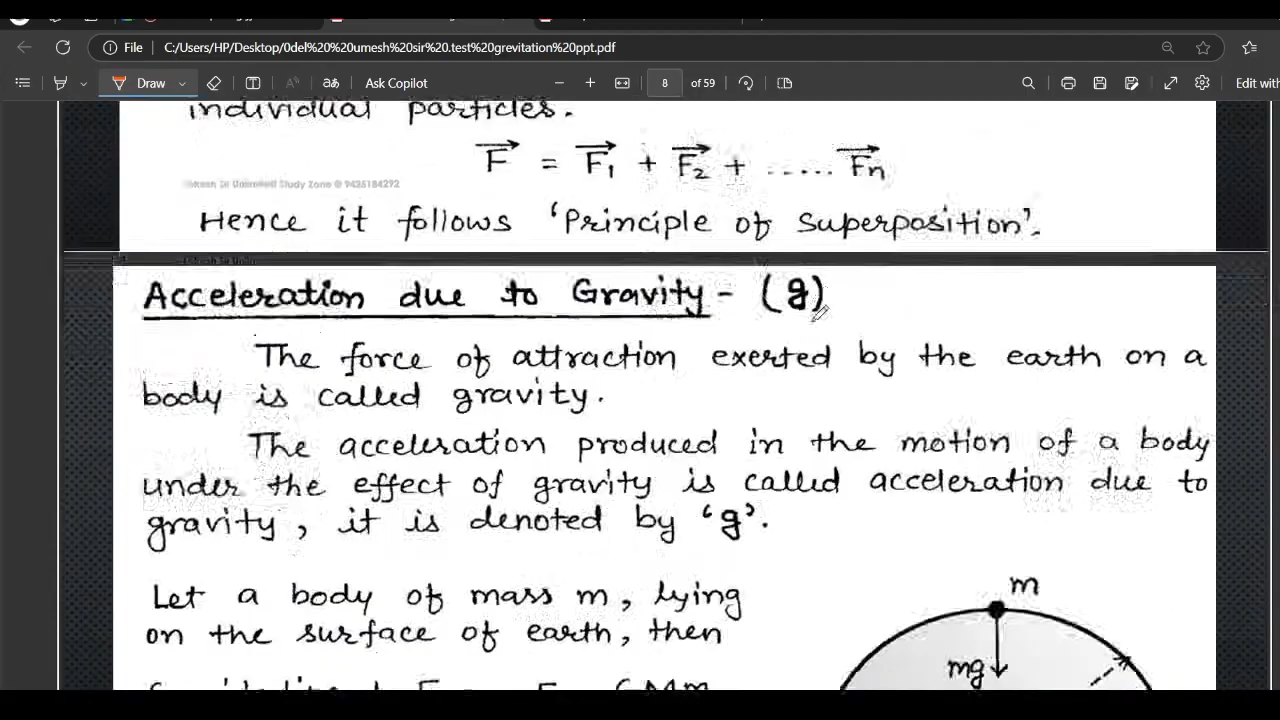 File
C:/Users/HP/Desktop/0del%20%20umesh%20sir%20.test%20grevitation%20ppt.pdf
Draw
Ask Copilot
8 of 59
Edit with
individual particles.
F = F1 + F2 + ..... Fn
Study Zone @ 9425184292
Hence it follows 'Principle of Superposition'.
Acceleration due to Gravity - (g)
The force of attraction exerted by the earth on a
body is called gravity.
The acceleration produced in the motion of a body
under the effect of gravity is called acceleration due to
gravity, it is denoted by 'g'.
Let a body of mass m, lying
on the surface of earth, then
m
mg
GMm